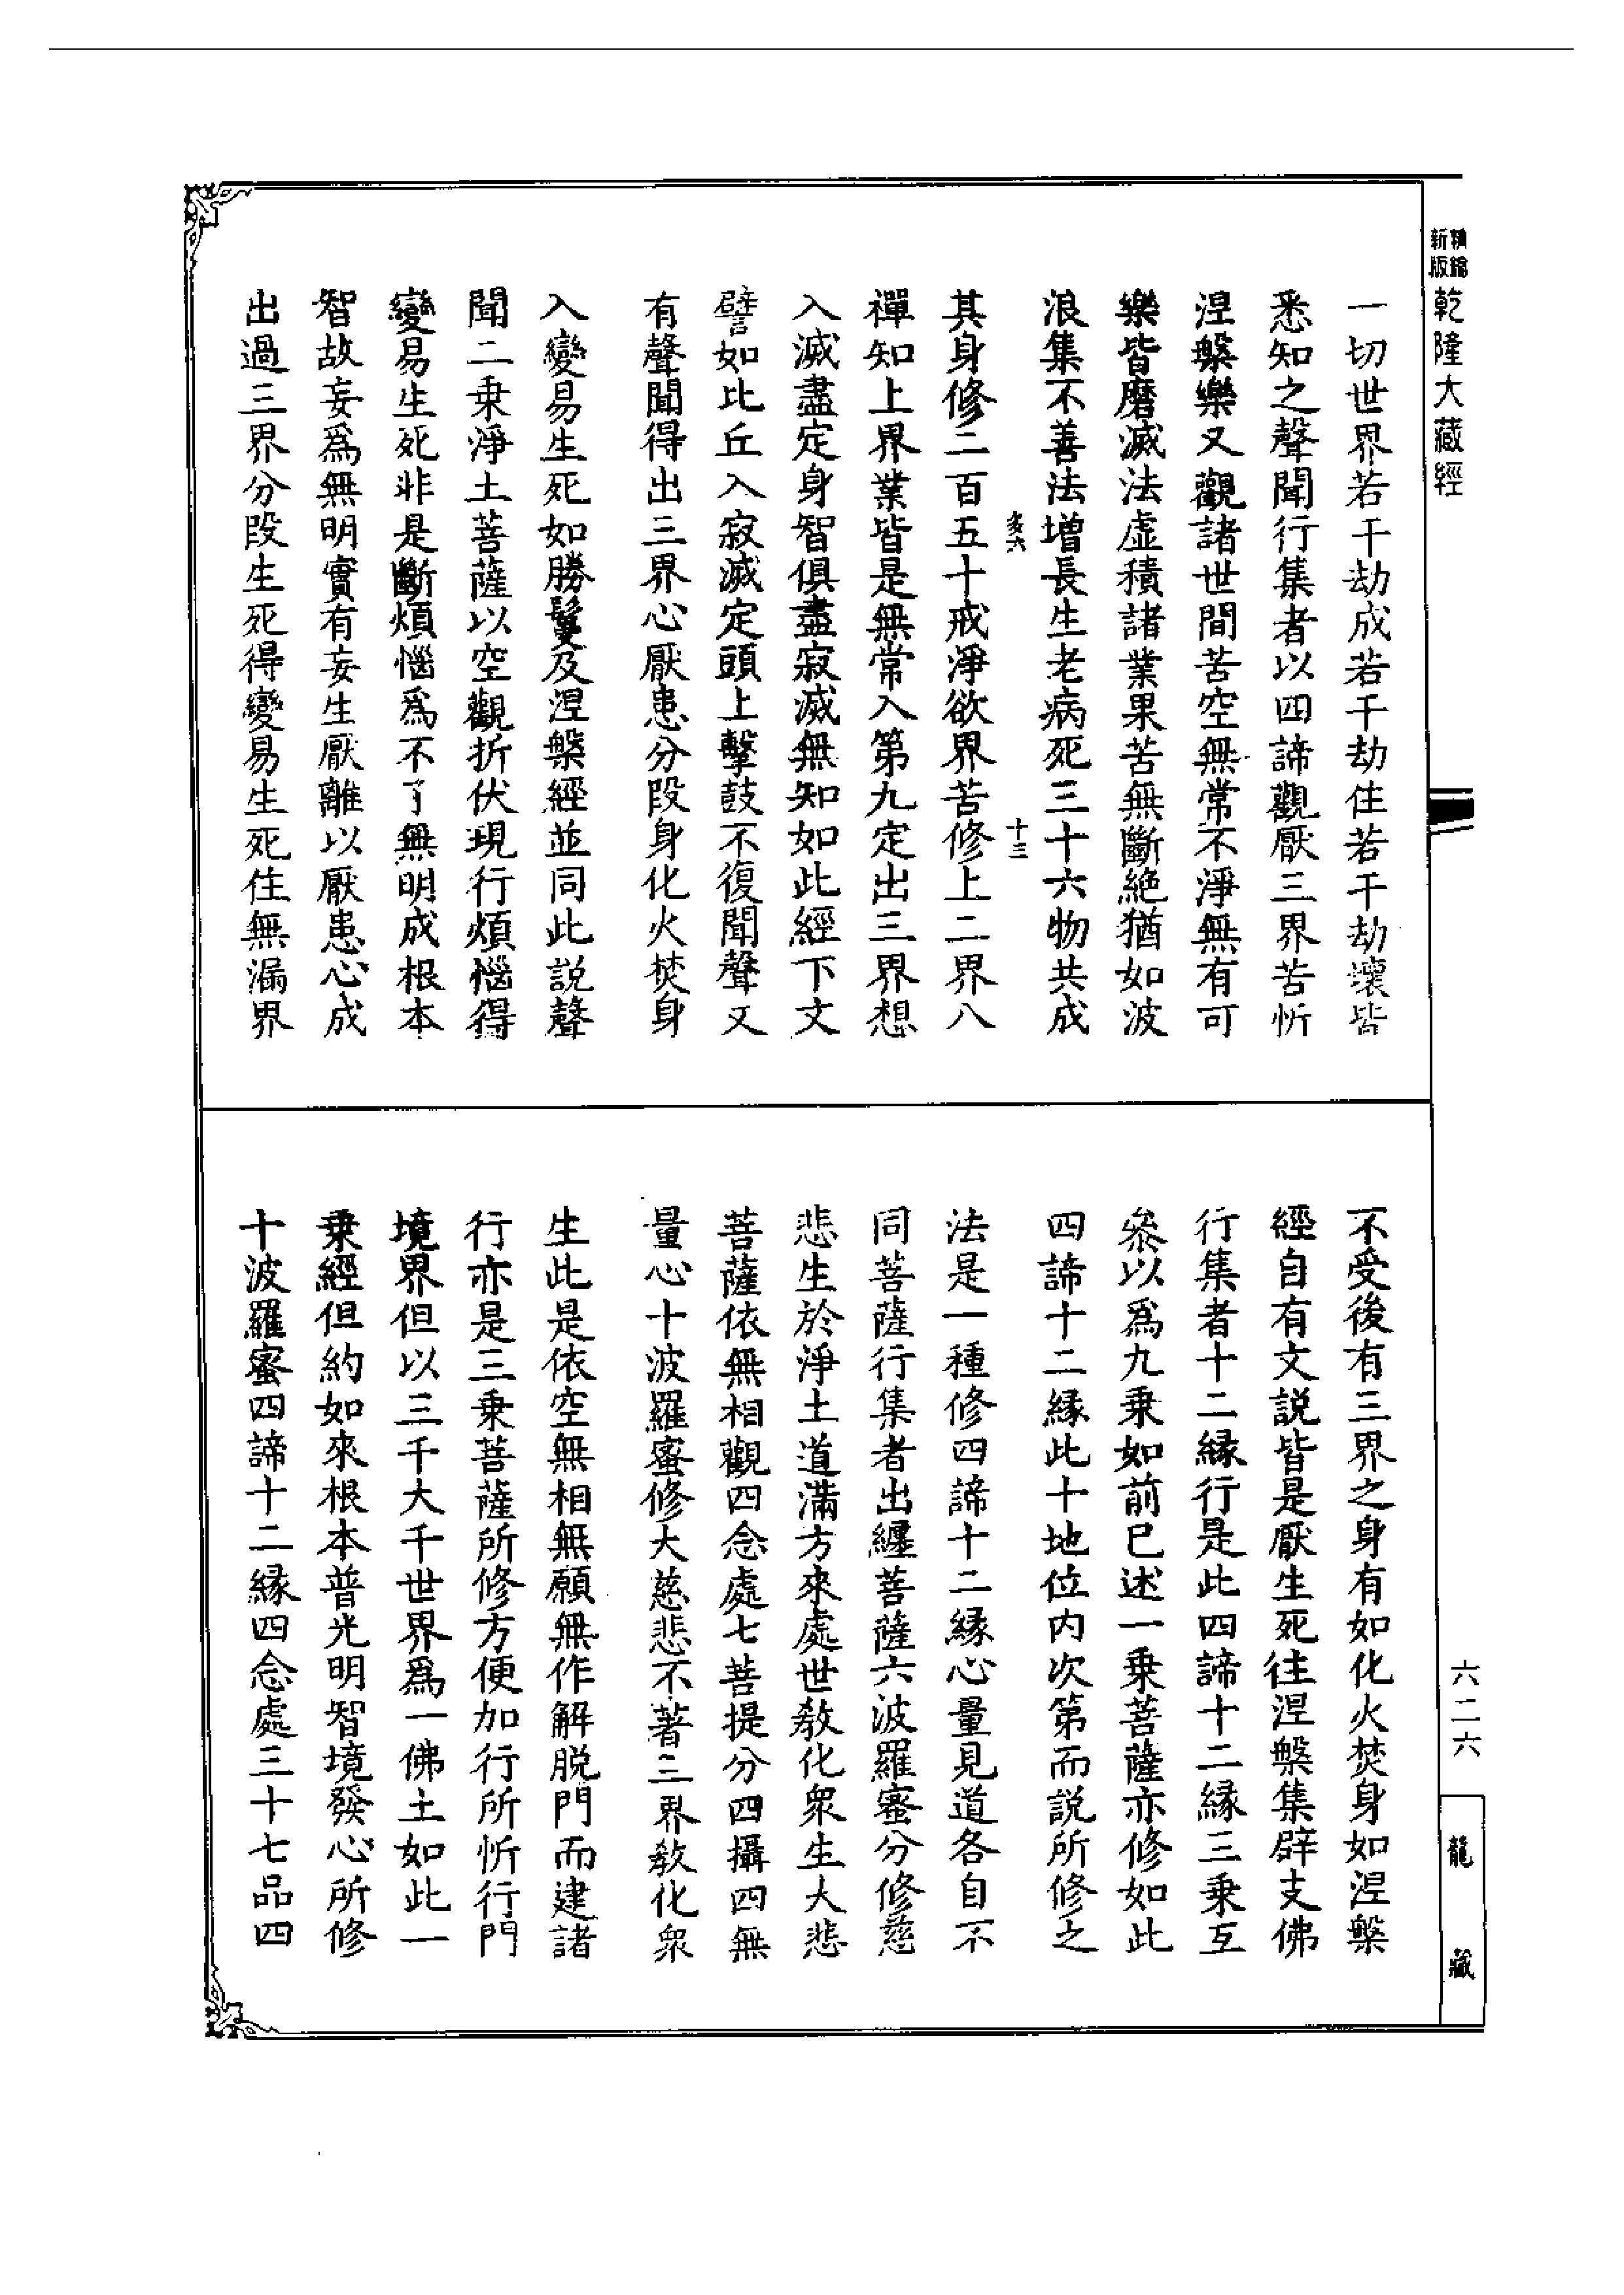 精鐫
新版
乾隆大藏經
一切世界若干劫成若干劫住若干劫壞皆
悉知之聲聞行集者以四諦觀厭三界苦忻
涅槃樂又觀諸世間苦空無常不淨無有可
樂皆磨滅法虛積諸業果苦無斷絶猶如波
浪集不善法增長生老病死三十六物共成
多六　十三
其身修二百五十戒淨欲界苦修上二界八
禪知上界業皆是無常入第九定出三界想
入滅盡定身智俱盡寂滅無知如此經下文
譬如比丘入寂滅定頭上擊鼓不復聞聲又
有聲聞得出三界心厭患分段身化火焚身
入變易生死如勝鬘及涅槃經並同此説聲
聞二乘淨土菩薩以空觀折伏現行煩惱得
變易生死非是斷煩惱爲不了無明成根本
智故妄爲無明實有妄生厭離以厭患心成
出過三界分段生死得變易生死住無漏界
不受後有三界之身有如化火焚身如涅槃
經自有文説皆是厭生死往涅槃集辟支佛
行集者十二緣行是此四諦十二緣三乘互
叅以爲九乘如前已述一乘菩薩亦修如此
四諦十二緣此十地位内次第而説所修之
法是一種修四諦十二緣心量見道各自不
同菩薩行集者出纏菩薩六波羅蜜分修慈
悲生於淨土道滿方來處世教化衆生大悲
菩薩依無相觀四念處七菩提分四攝四無
量心十波羅蜜修大慈悲不著三界教化衆
生此是依空無相無願無作解脱門而建諸
行亦是三乘菩薩所修方便加行所忻行門
境界但以三千大千世界爲一佛土如此一
乘經但約如來根本普光明智境發心所修
十波羅蜜四諦十二緣四念處三十七品四
六二六
龍藏